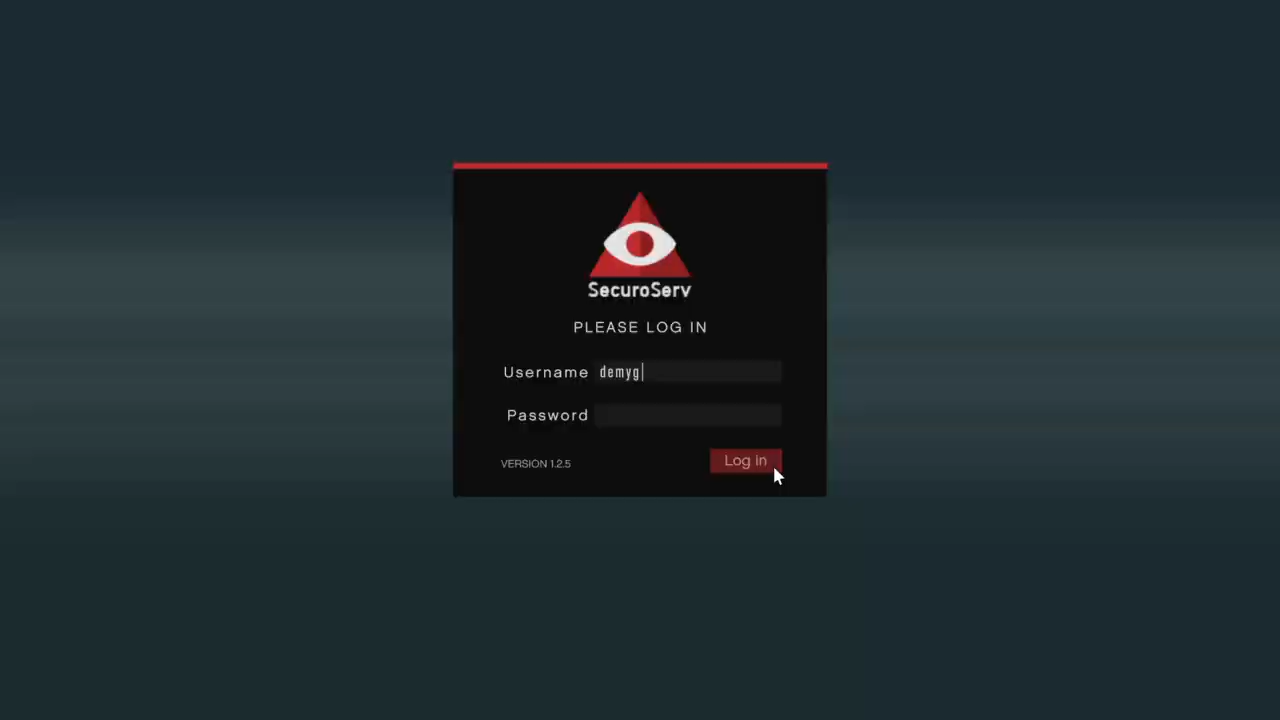 SecuroServ
PLEASE LOG IN
Username demyg
Password
VERSION 1.2.5 Log in